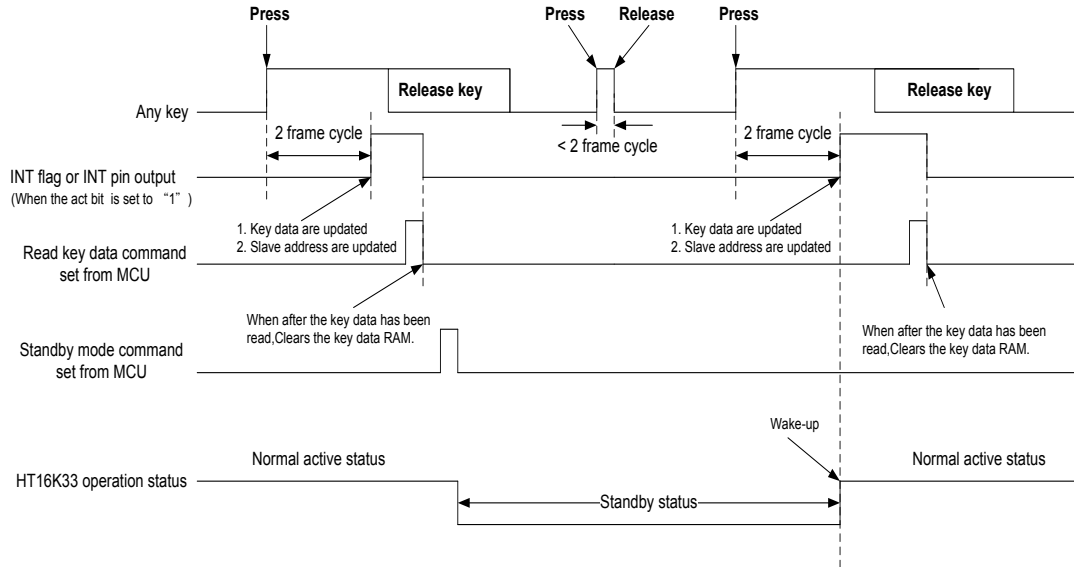 Press
Press
Release
Press
Any key
Release key
Release key
2 frame cycle
< 2 frame cycle
2 frame cycle
INT flag or INT pin output
(When the act bit is set to “1” )
1. Key data are updated
2. Slave address are updated
1. Key data are updated
2. Slave address are updated
Read key data command
set from MCU
When after the key data has been
read,Clears the key data RAM.
When after the key data has been
read,Clears the key data RAM.
Standby mode command
set from MCU
Wake-up
Normal active status
Normal active status
HT16K33 operation status
Standby status